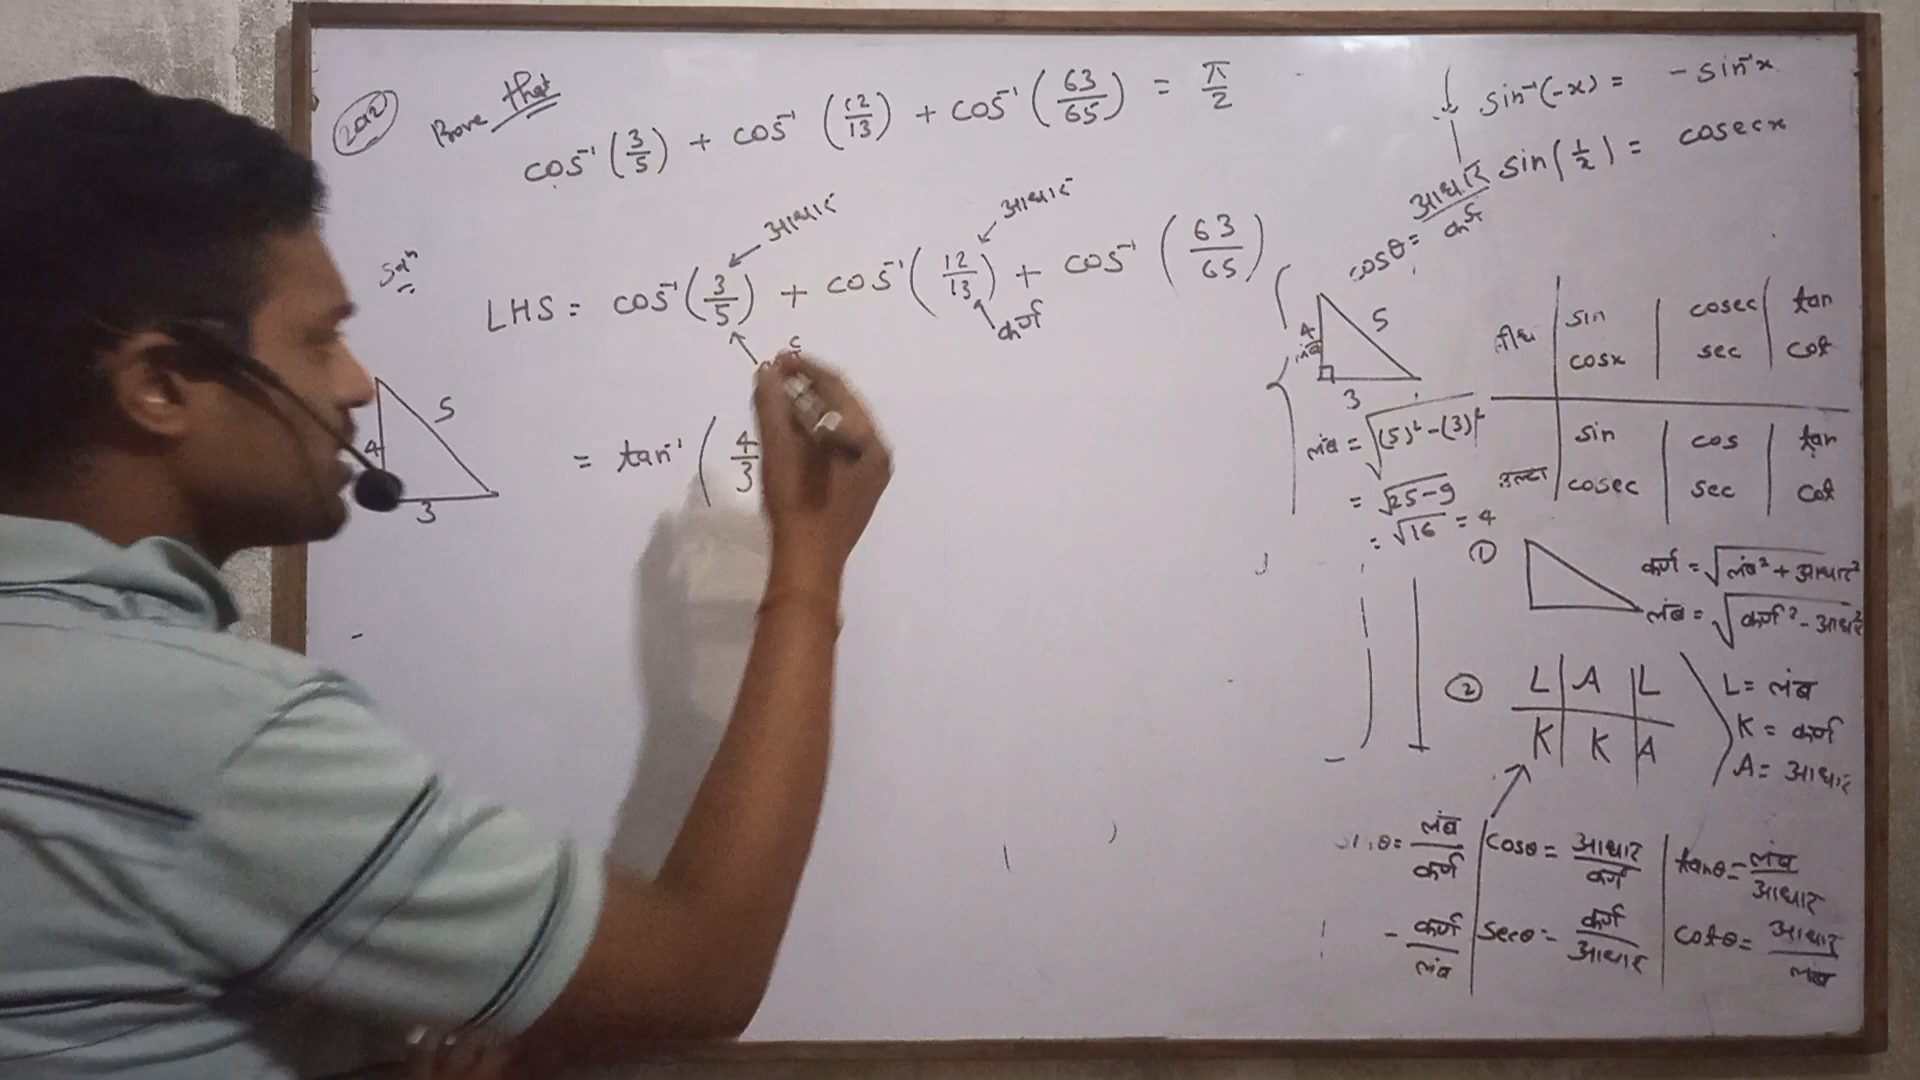 2012 Prove that
cos⁻¹(3/5) + cos⁻¹(12/13) + cos⁻¹(63/65) = π/2
आधार
आधार
Solⁿ
LHS = cos⁻¹(3/5) + cos⁻¹(12/13) + cos⁻¹(63/65)
कर्ण
4 5 3
= tan⁻¹(4/3
sin⁻¹(-x) = - sin⁻¹x
sin(1/x) = cosecx
cosθ = आधार/कर्ण
4 लंब 5 3
लंब = √(5)² - (3)²
= √25-9
= √16 = 4
sin | cosec | tan
cosx | sec | cot
उल्टा
sin | cos | tan
cosec | sec | cot
① कर्ण = √लंब² + आधार²
लंब = √कर्ण² - आधार²
② L | A | L
K | K | A
L = लंब
K = कर्ण
A = आधार
θ = लंब/कर्ण | cosθ = आधार/कर्ण | tanθ = लंब/आधार
- कर्ण/लंब | secθ = कर्ण/आधार | cotθ = आधार/लंब